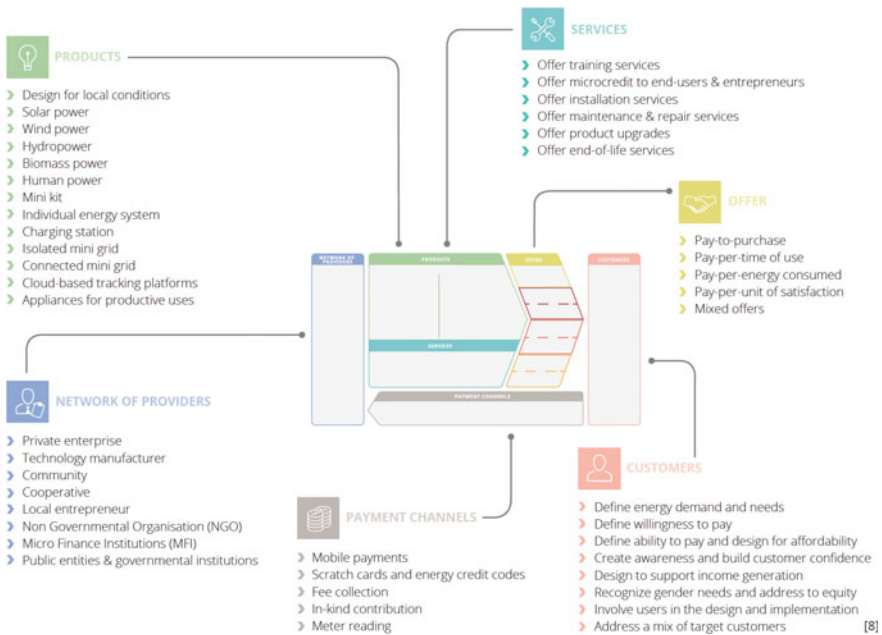 SERVICES
Offer training services
Offer microcredit to end-users & entrepreneurs
Offer installation services
Offer maintenance & repair services
Offer product upgrades
Offer end-of-life services
PRODUCTS
Design for local conditions
Solar power
Wind power
Hydropower
Biomass power
Human power
Mini kit
Individual energy system
Charging station
Isolated mini grid
Connected mini grid
Cloud-based tracking platforms
Appliances for productive uses
OFFER
Pay-to-purchase
Pay-per-time of use
Pay-per-energy consumed
Pay-per-unit of satisfaction
Mixed offers
NETWORK OF
PROVIDERS
PRODUCTS
OFFER
CUSTOMERS
SERVICES
PAYMENT CHANNELS
NETWORK OF PROVIDERS
Private enterprise
Technology manufacturer
Community
Cooperative
Local entrepreneur
Non Governmental Organisation (NGO)
Micro Finance Institutions (MFI)
Public entities & governmental institutions
PAYMENT CHANNELS
Mobile payments
Scratch cards and energy credit codes
Fee collection
In-kind contribution
Meter reading
CUSTOMERS
Define energy demand and needs
Define willingness to pay
Define ability to pay and design for affordability
Create awareness and build customer confidence
Design to support income generation
Recognize gender needs and address to equity
Involve users in the design and implementation
Address a mix of target customers
[8]